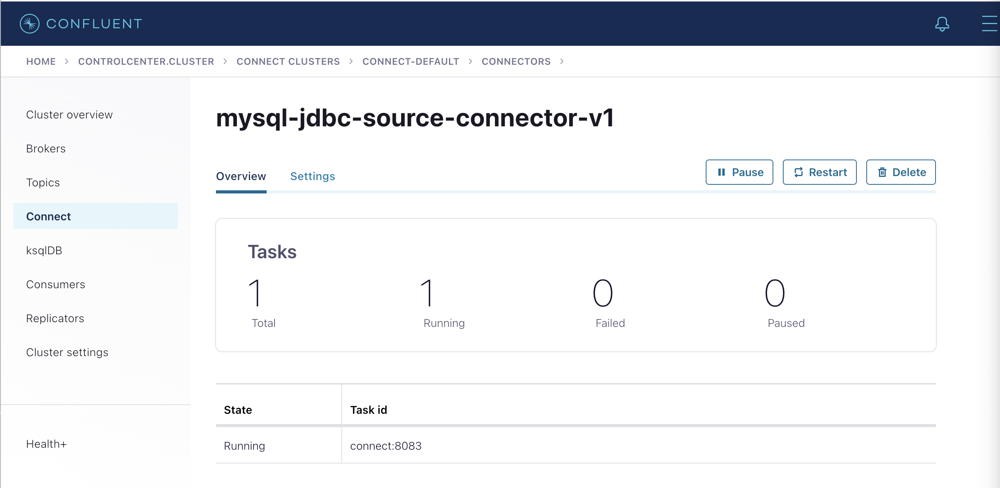 CONFLUENT
HOME > CONTROLCENTER.CLUSTER > CONNECT CLUSTERS > CONNECT-DEFAULT > CONNECTORS >
Cluster overview
Brokers
Topics
Connect
ksqlDB
Consumers
Replicators
Cluster settings
Health+
mysql-jdbc-source-connector-v1
Overview Settings
Pause Restart Delete
Tasks
1 1 0 0
Total Running Failed Paused
State Task id
Running connect:8083